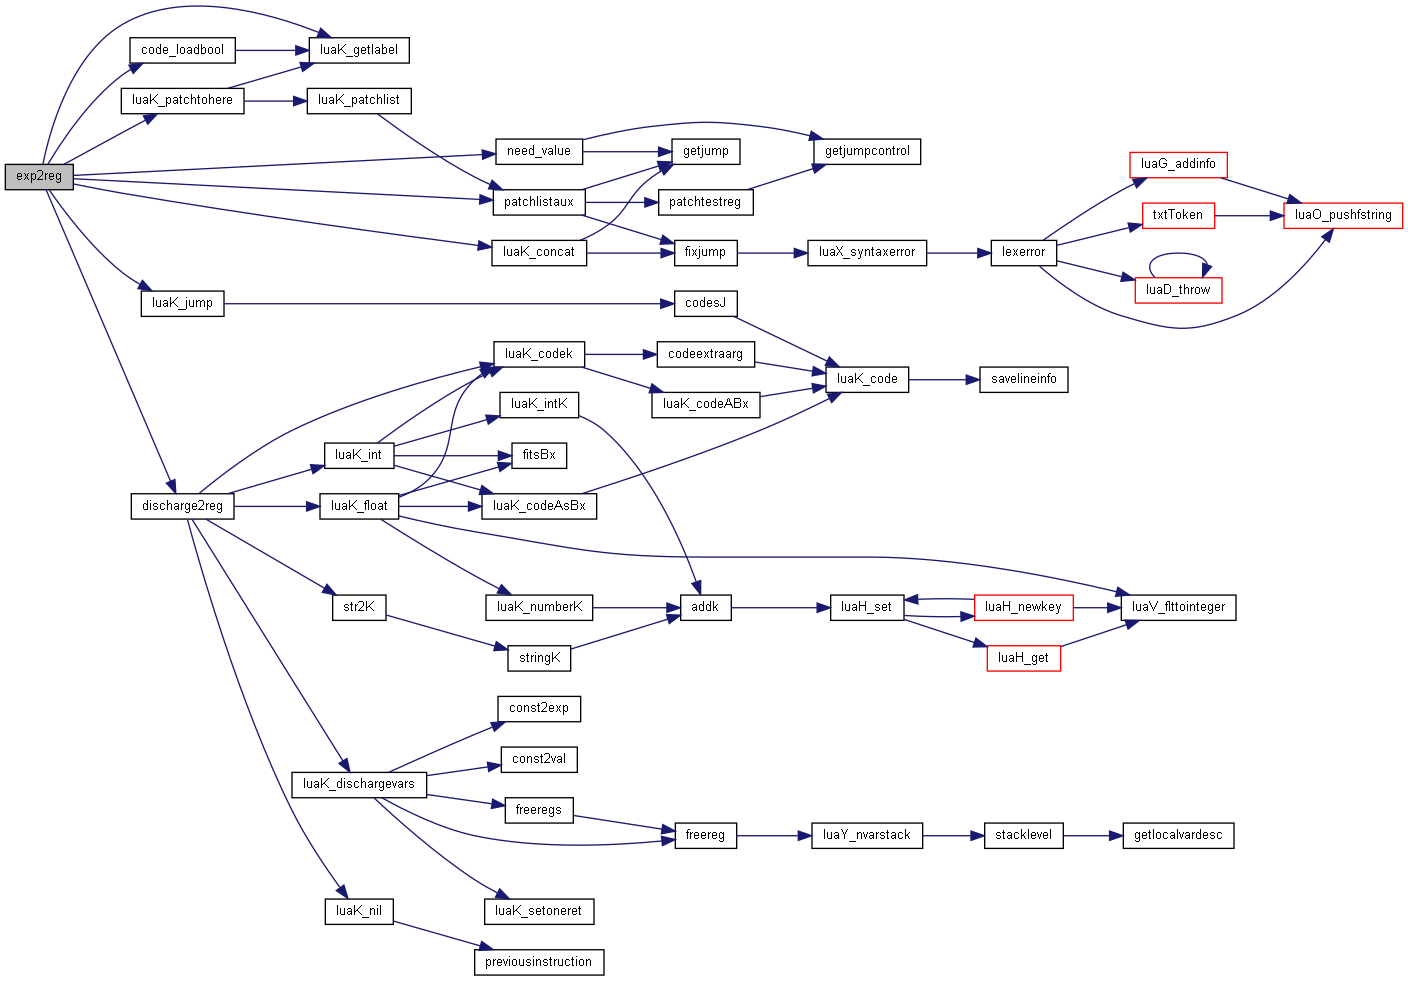 exp2reg
code_loadbool
luaK_getlabel
luaK_patchtohere
luaK_patchlist
need_value
getjump
getjumpcontrol
patchlistaux
patchtestreg
luaK_concat
fixjump
luaX_syntaxerror
lexerror
luaG_addinfo
txtToken
luaO_pushfstring
luaD_throw
luaK_jump
codesJ
luaK_codek
codeextraarg
luaK_code
savelineinfo
luaK_codeABx
luaK_intK
luaK_int
fitsBx
discharge2reg
luaK_float
luaK_codeAsBx
str2K
luaK_numberK
addk
luaH_set
luaH_newkey
luaV_flttointeger
stringK
luaH_get
const2exp
const2val
luaK_dischargevars
freeregs
freereg
luaY_nvarstack
stacklevel
getlocalvardesc
luaK_nil
luaK_setoneret
previousinstruction